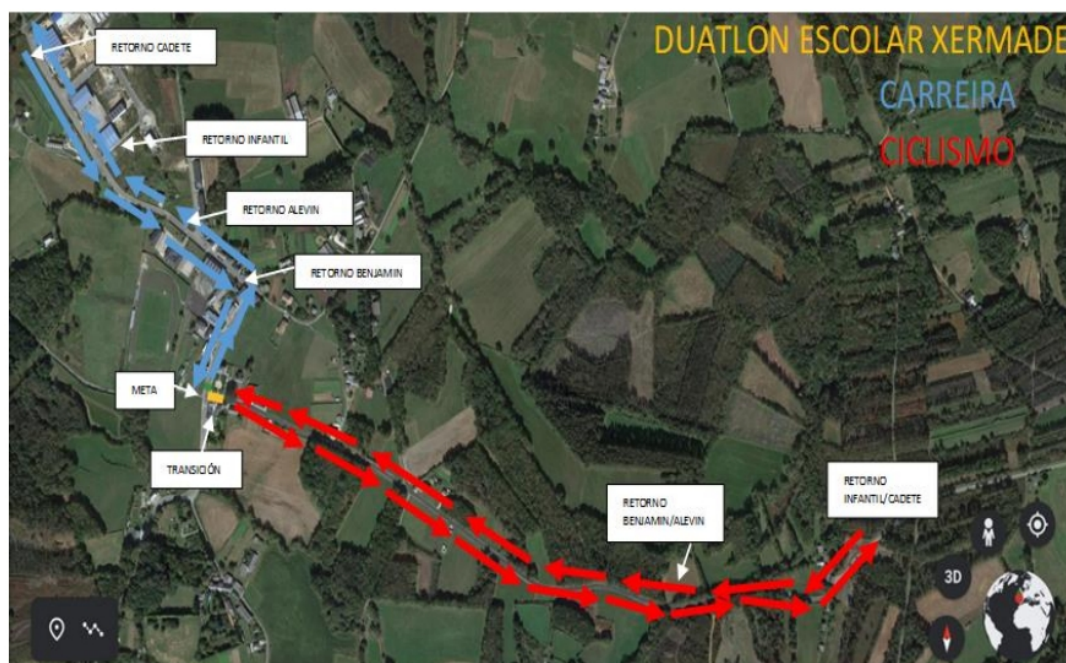 DUATLON ESCOLAR XERMADE
CARREIRA
CICLISMO
RETORNO CADETE
RETORNO INFANTIL
RETORNO ALEVIN
RETORNO BENJAMIN
META
TRANSICIÓN
RETORNO
BENJAMIN/ALEVIN
RETORNO
INFANTIL/CADETE
3D